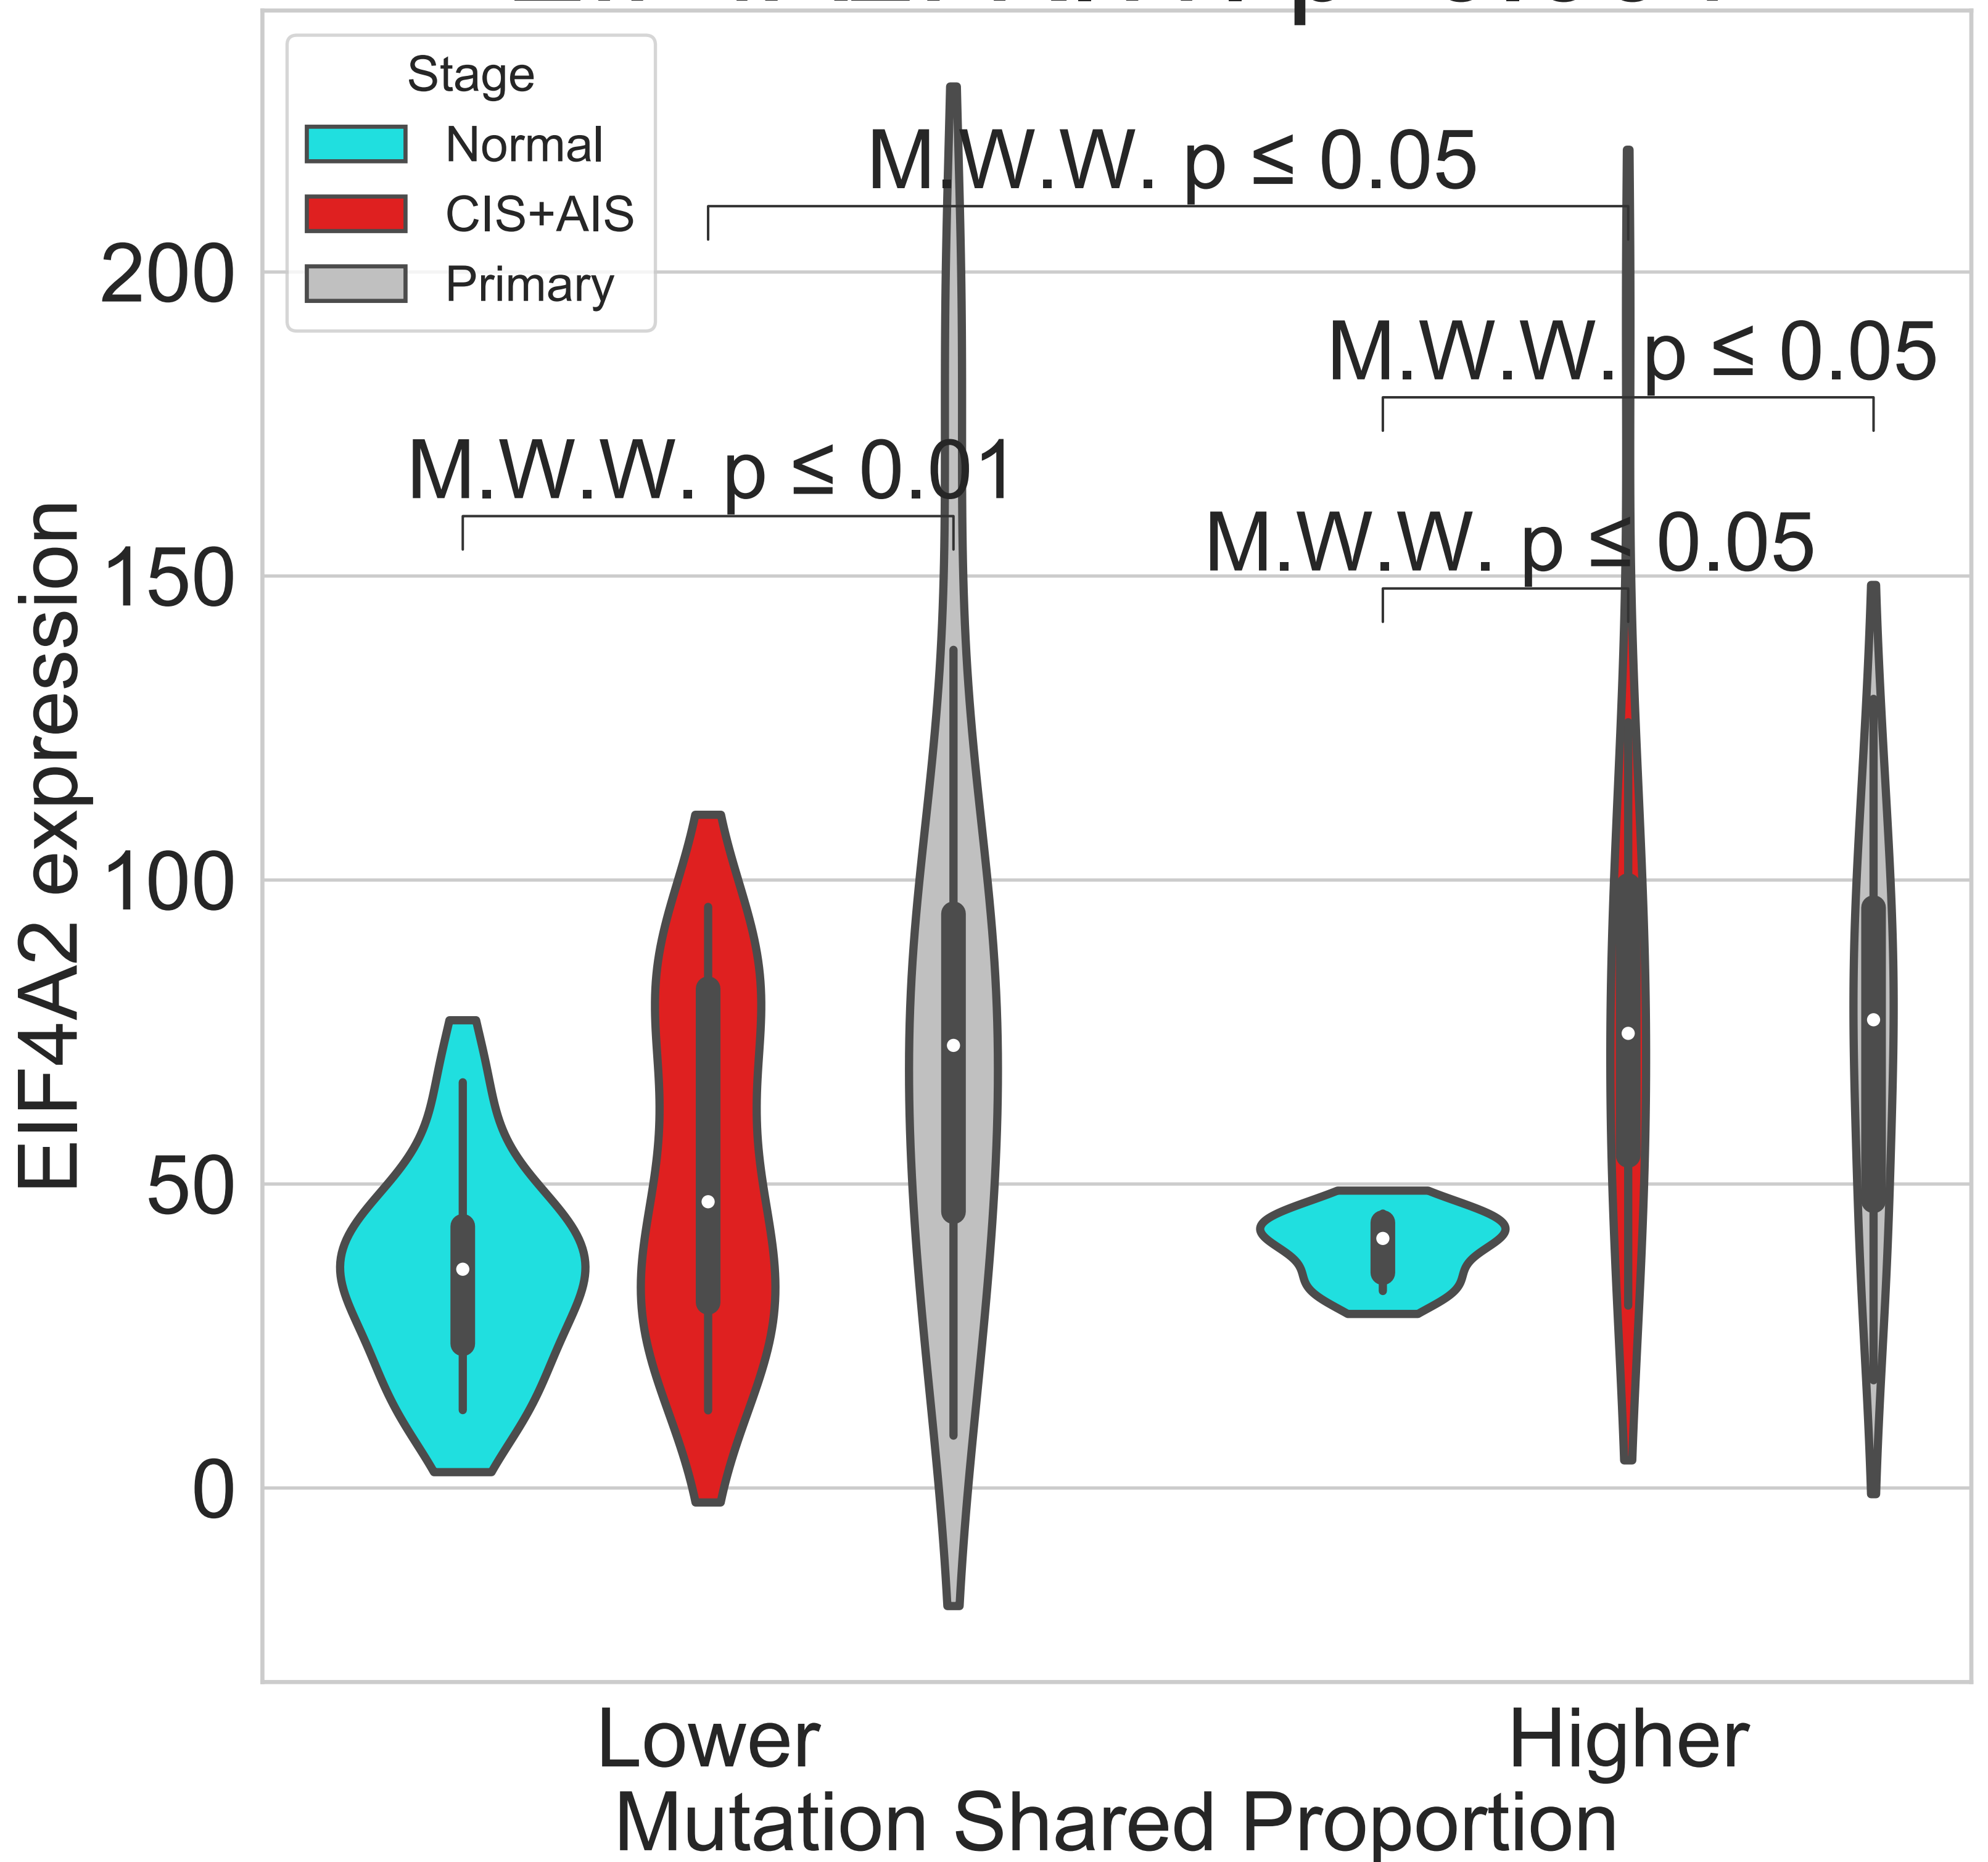 Stage
Normal
CIS+AIS
Primary
M.W.W. p ≤ 0.05
M.W.W. p ≤ 0.05
M.W.W. p ≤ 0.01
M.W.W. p ≤ 0.05
EIF4A2 expression
200
150
100
50
0
Lower
Higher
Mutation Shared Proportion